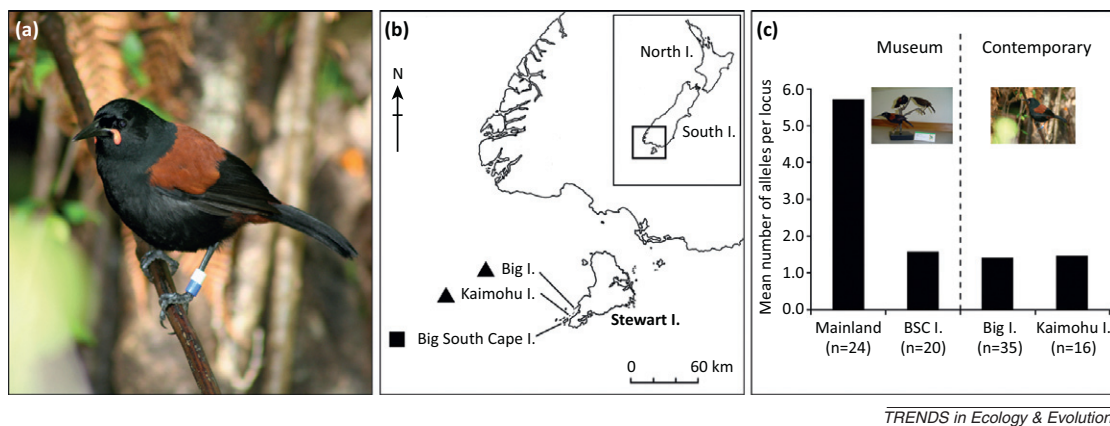 (a)
(b)
N
North I.
South I.
Big I.
Kaimohu I.
Stewart I.
Big South Cape I.
0 60 km
(c)
Museum Contemporary
Mean number of alleles per locus
6.0
5.0
4.0
3.0
2.0
1.0
0.0
Mainland BSC I. Big I. Kaimohu I.
(n=24) (n=20) (n=35) (n=16)
TRENDS in Ecology & Evolution